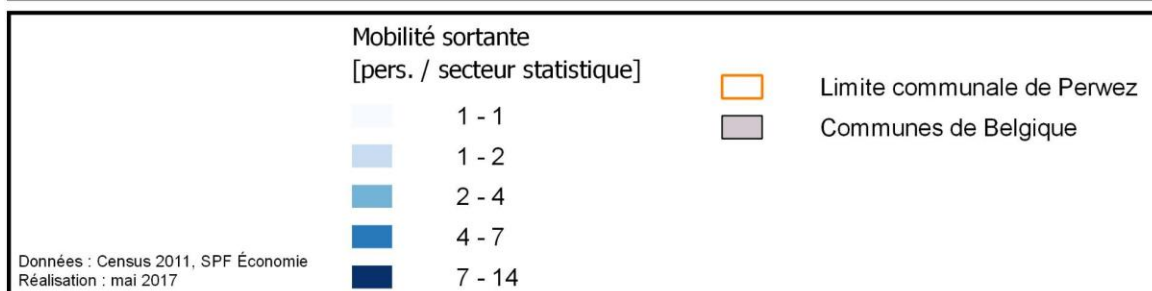 Mobilité sortante
[pers. / secteur statistique]
1 - 1
1 - 2
2 - 4
4 - 7
7 - 14
Limite communale de Perwez
Communes de Belgique
Données : Census 2011, SPF Économie
Réalisation : mai 2017